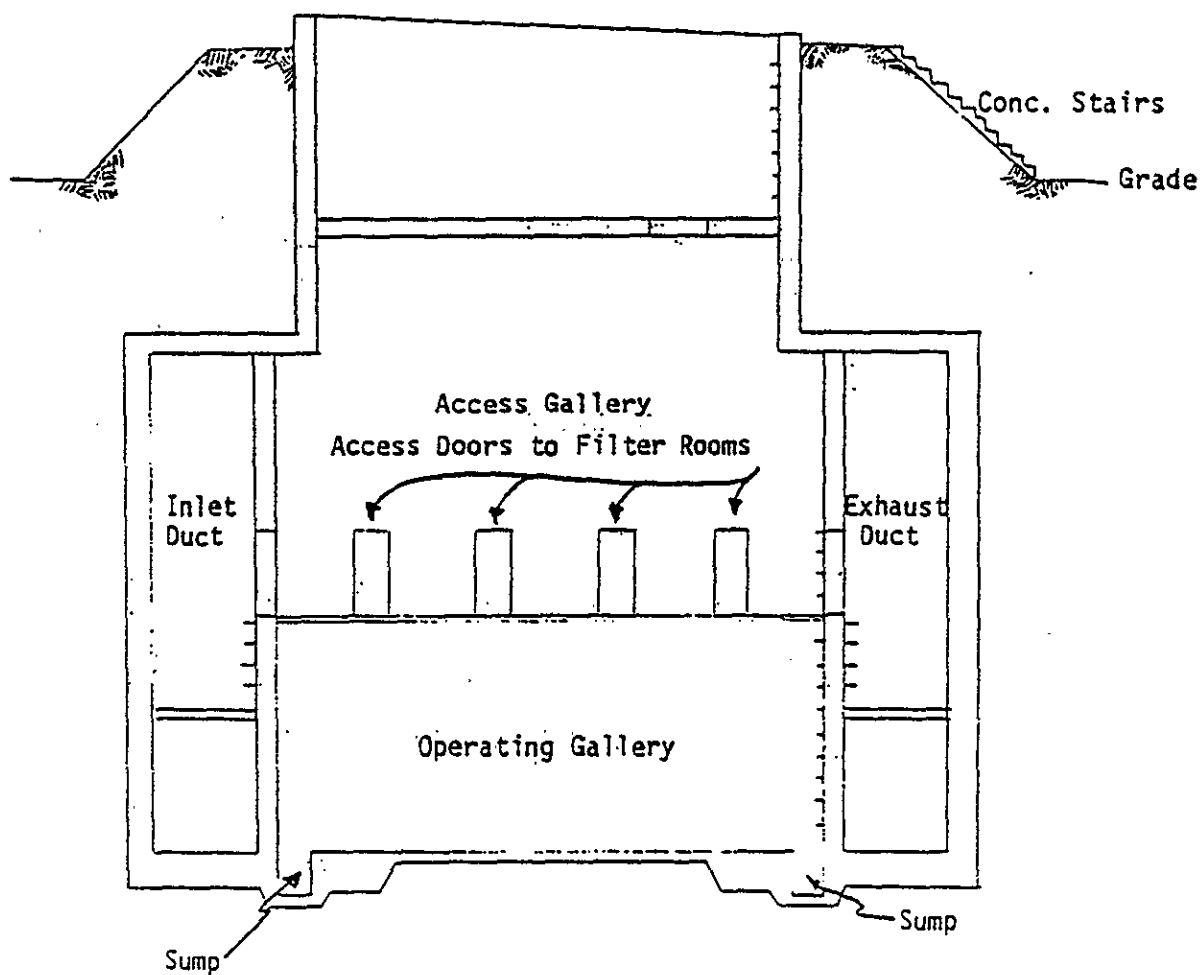 Conc. Stairs
Grade
Access Gallery
Access Doors to Filter Rooms
Inlet
Duct
Exhaust
Duct
Operating Gallery
Sump
Sump